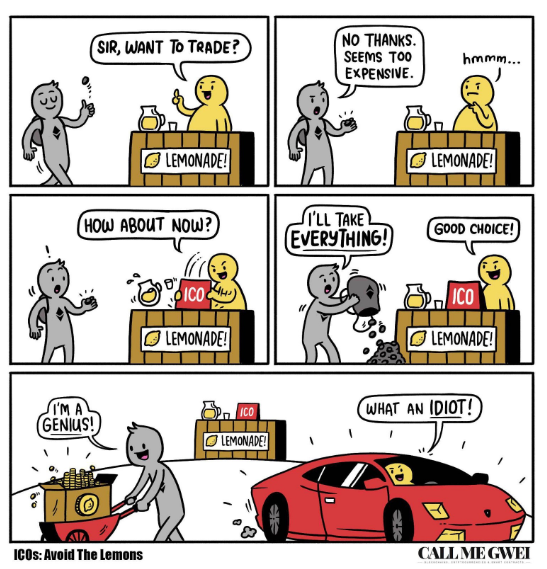 SIR, WANT TO TRADE?
LEMONADE!
NO THANKS.
SEEMS TOO
EXPENSIVE.
hmmm...
LEMONADE!
HOW ABOUT NOW?
!
ICO
LEMONADE!
I'LL TAKE
EVERYTHING!
GOOD CHOICE!
ICO
LEMONADE!
I'M A
GENIUS!
ICO
LEMONADE!
WHAT AN IDIOT!
ICOs: Avoid The Lemons
CALL ME GWEI